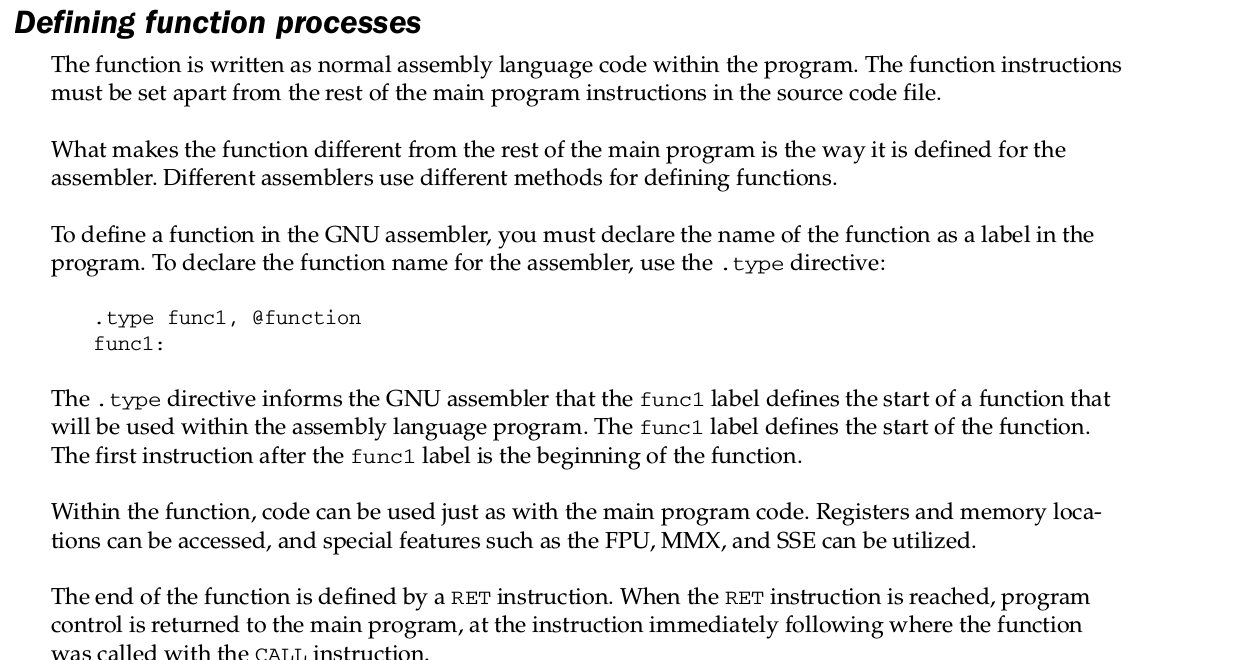 Defining function processes
The function is written as normal assembly language code within the program. The function instructions
must be set apart from the rest of the main program instructions in the source code file.
What makes the function different from the rest of the main program is the way it is defined for the
assembler. Different assemblers use different methods for defining functions.
To define a function in the GNU assembler, you must declare the name of the function as a label in the
program. To declare the function name for the assembler, use the .type directive:
.type func1, @function
func1:
The .type directive informs the GNU assembler that the func1 label defines the start of a function that
will be used within the assembly language program. The func1 label defines the start of the function.
The first instruction after the func1 label is the beginning of the function.
Within the function, code can be used just as with the main program code. Registers and memory loca-
tions can be accessed, and special features such as the FPU, MMX, and SSE can be utilized.
The end of the function is defined by a RET instruction. When the RET instruction is reached, program
control is returned to the main program, at the instruction immediately following where the function
was called with the CALL instruction.